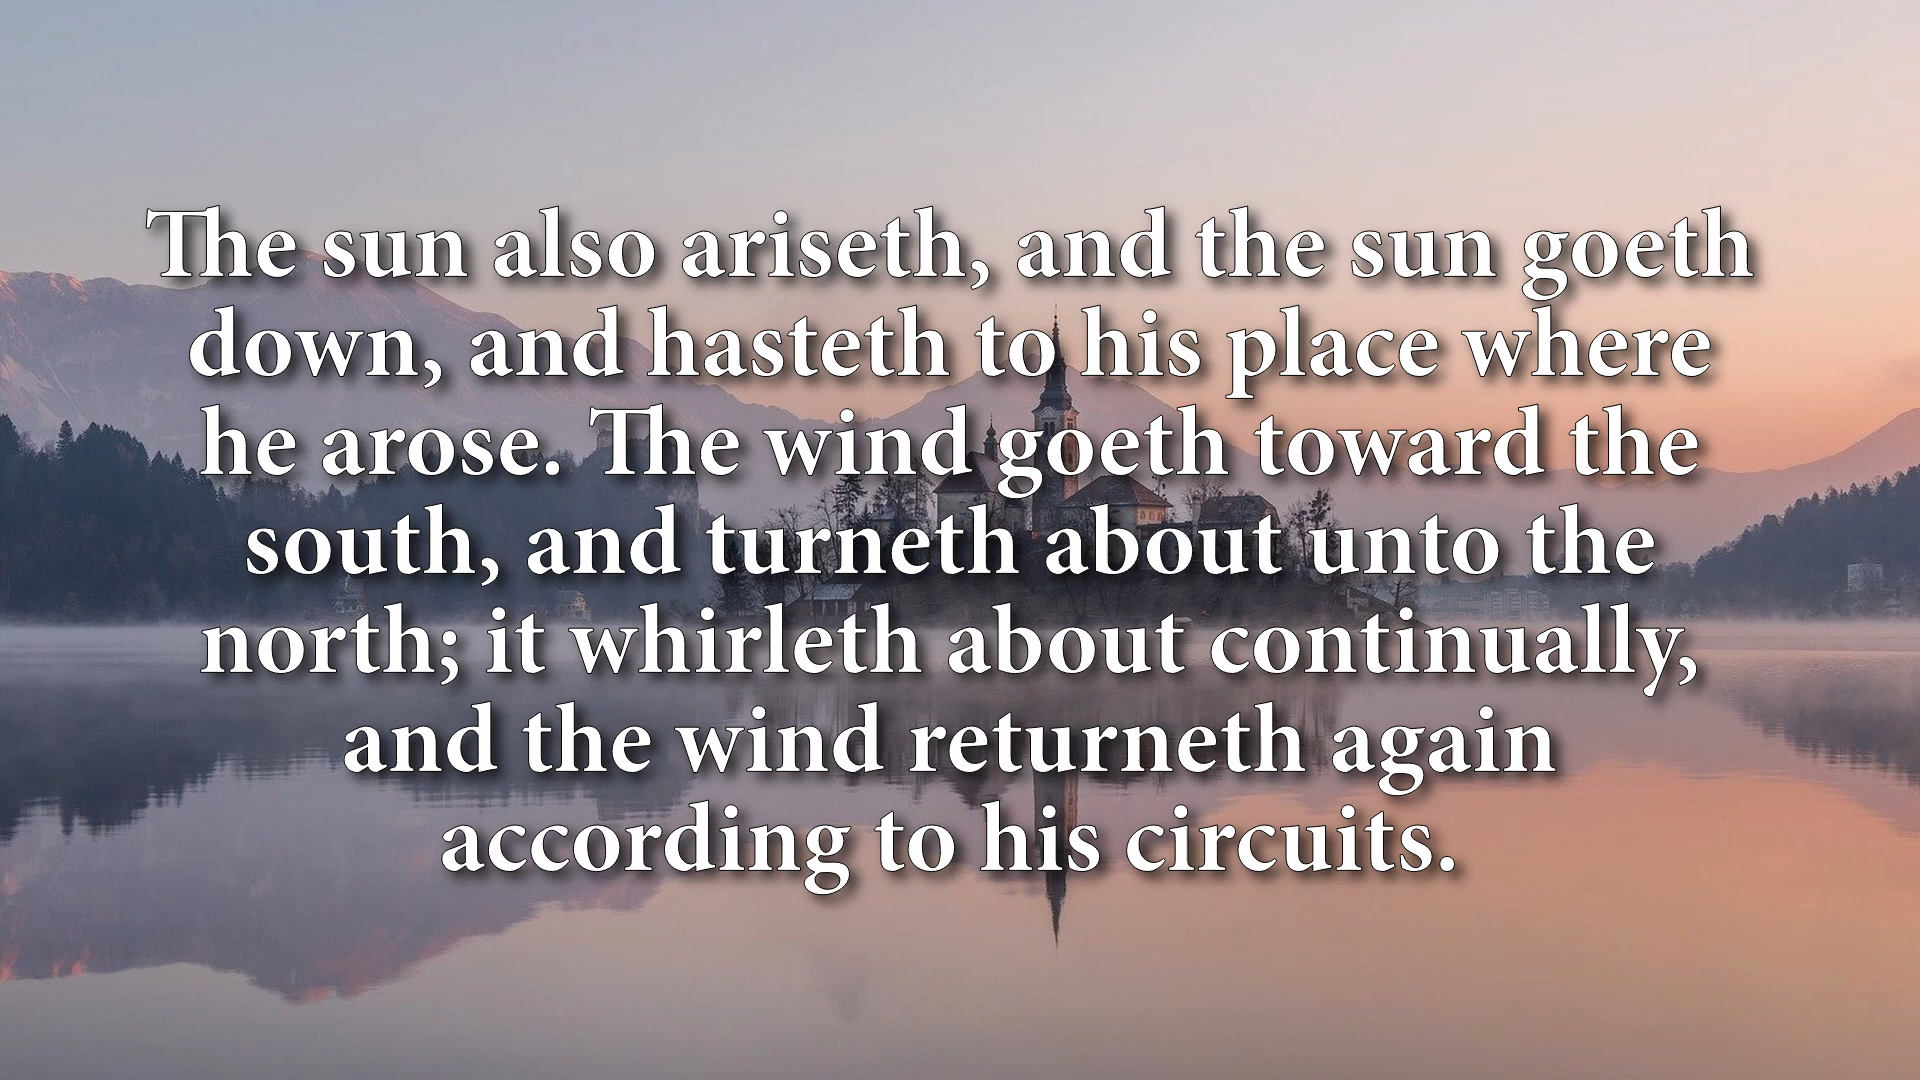 The sun also ariseth, and the sun goeth
down, and hasteth to his place where
he arose. The wind goeth toward the
south, and turneth about unto the
north; it whirleth about continually,
and the wind returneth again
according to his circuits.